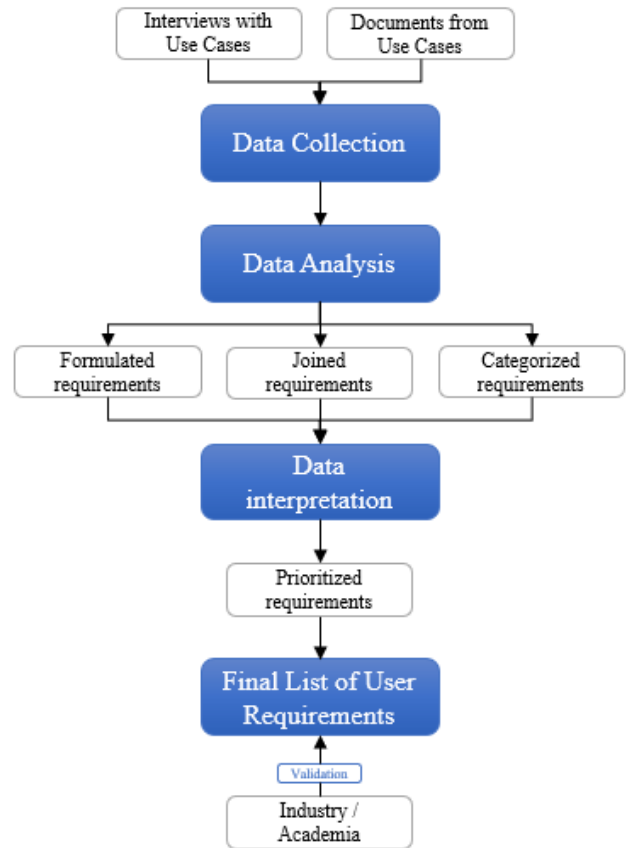 Interviews with
Use Cases
Documents from
Use Cases
Data Collection
Data Analysis
Formulated
requirements
Joined
requirements
Categorized
requirements
Data
interpretation
Prioritized
requirements
Final List of User
Requirements
Validation
Industry /
Academia